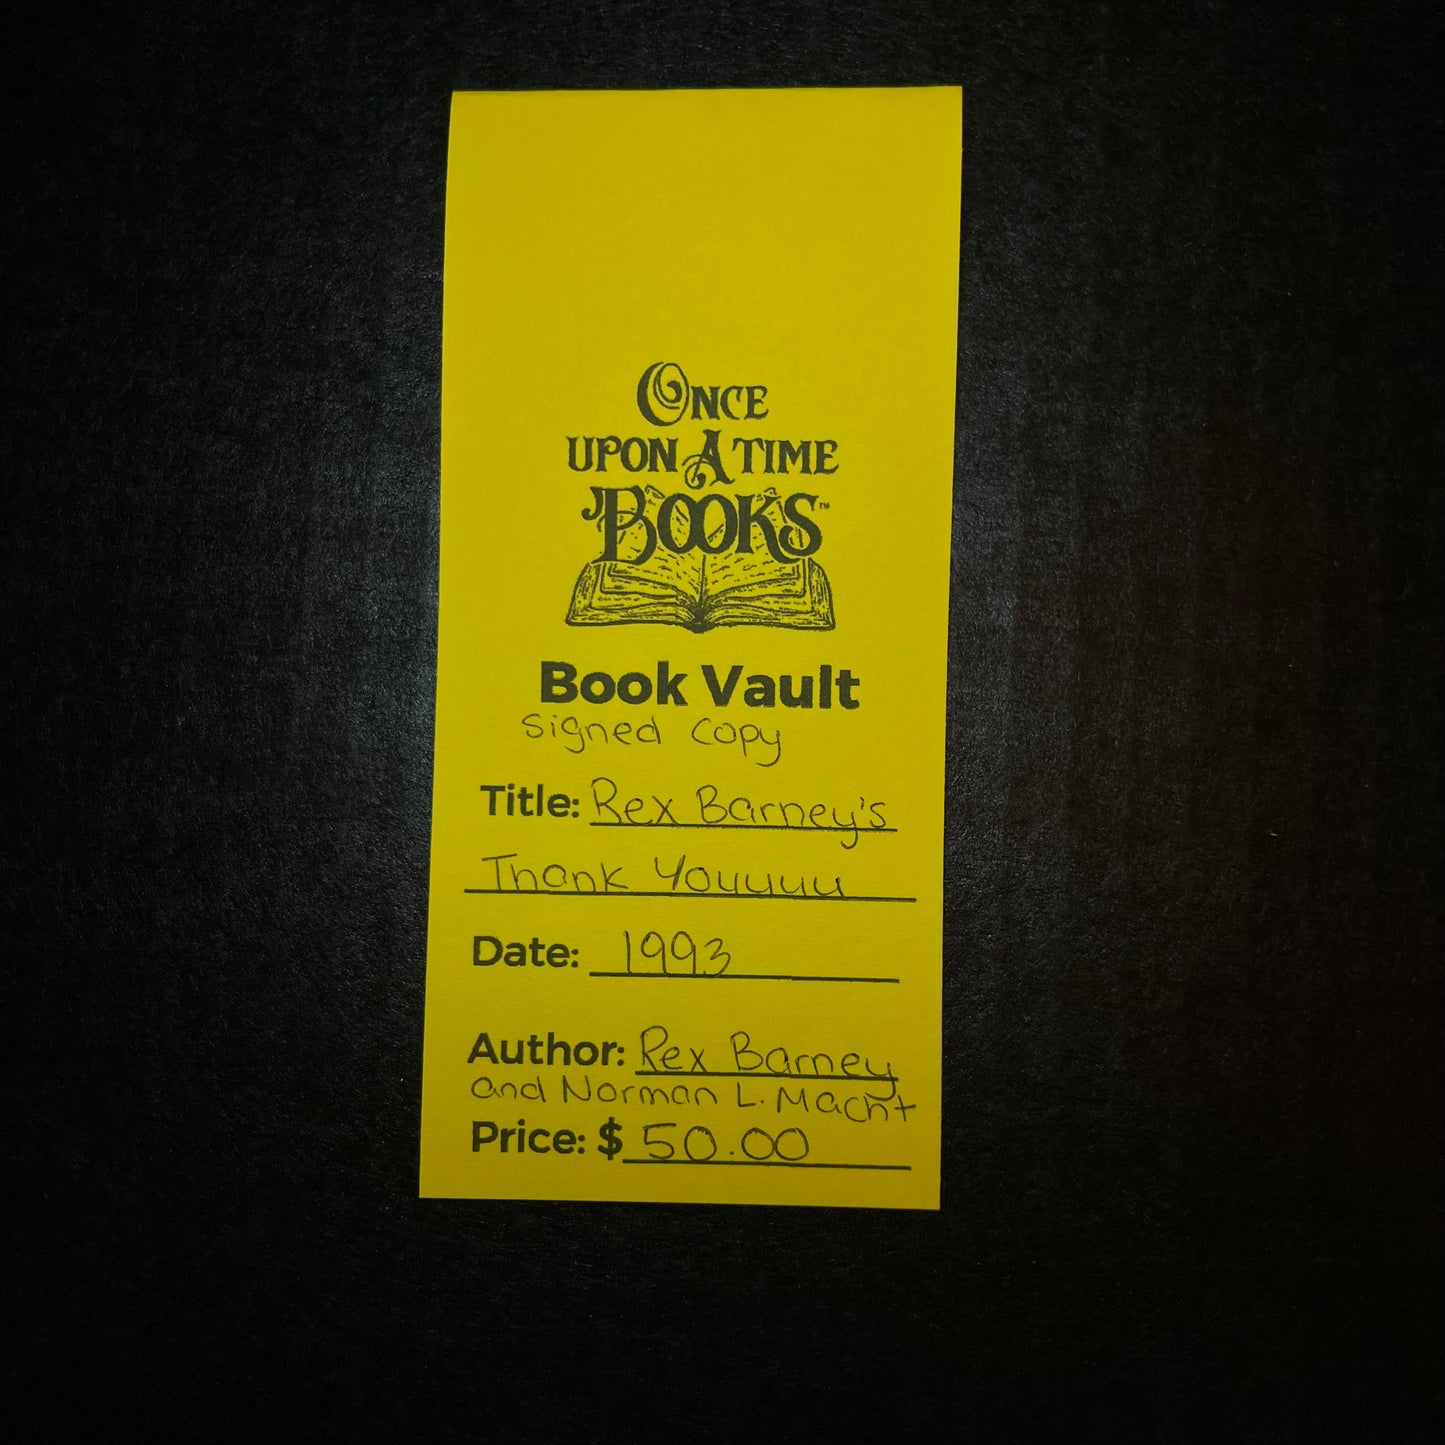 ONCE
UPON A TIME
BOOKS™
Book Vault
signed copy
Title: Rex Barney's
Thank Youuuuu
Date: 1993
Author: Rex Barney
and Norman L. Macht
Price: $ 50.00